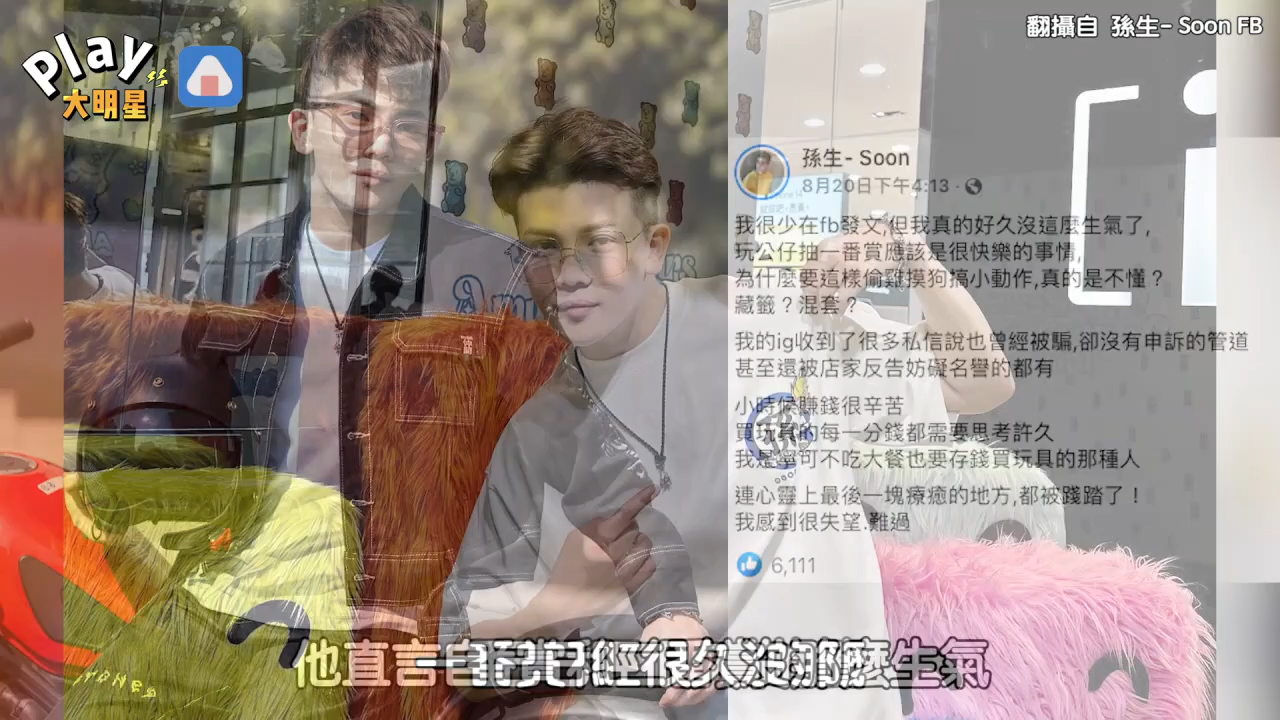 Play
大明星
翻攝自 孫生- Soon FB
孫生- Soon
8月20日下午4:13
我很少在fb發文,但我真的好久沒這麼生氣了,
玩公仔抽一番賞應該是很快樂的事情,
為什麼要這樣偷雞摸狗搞小動作,真的是不懂？
藏籤？混套？
我的ig收到了很多私信說也曾經被騙,卻沒有申訴的管道
甚至還被店家反告妨礙名譽的都有
小時候賺錢很辛苦
買玩具的每一分錢都需要思考許久
我是寧可不吃大餐也要存錢買玩具的那種人
連心靈上最後一塊療癒的地方,都被踐踏了！
我感到很失望.難過
6,111
他直言自己已經很久沒那麼生氣